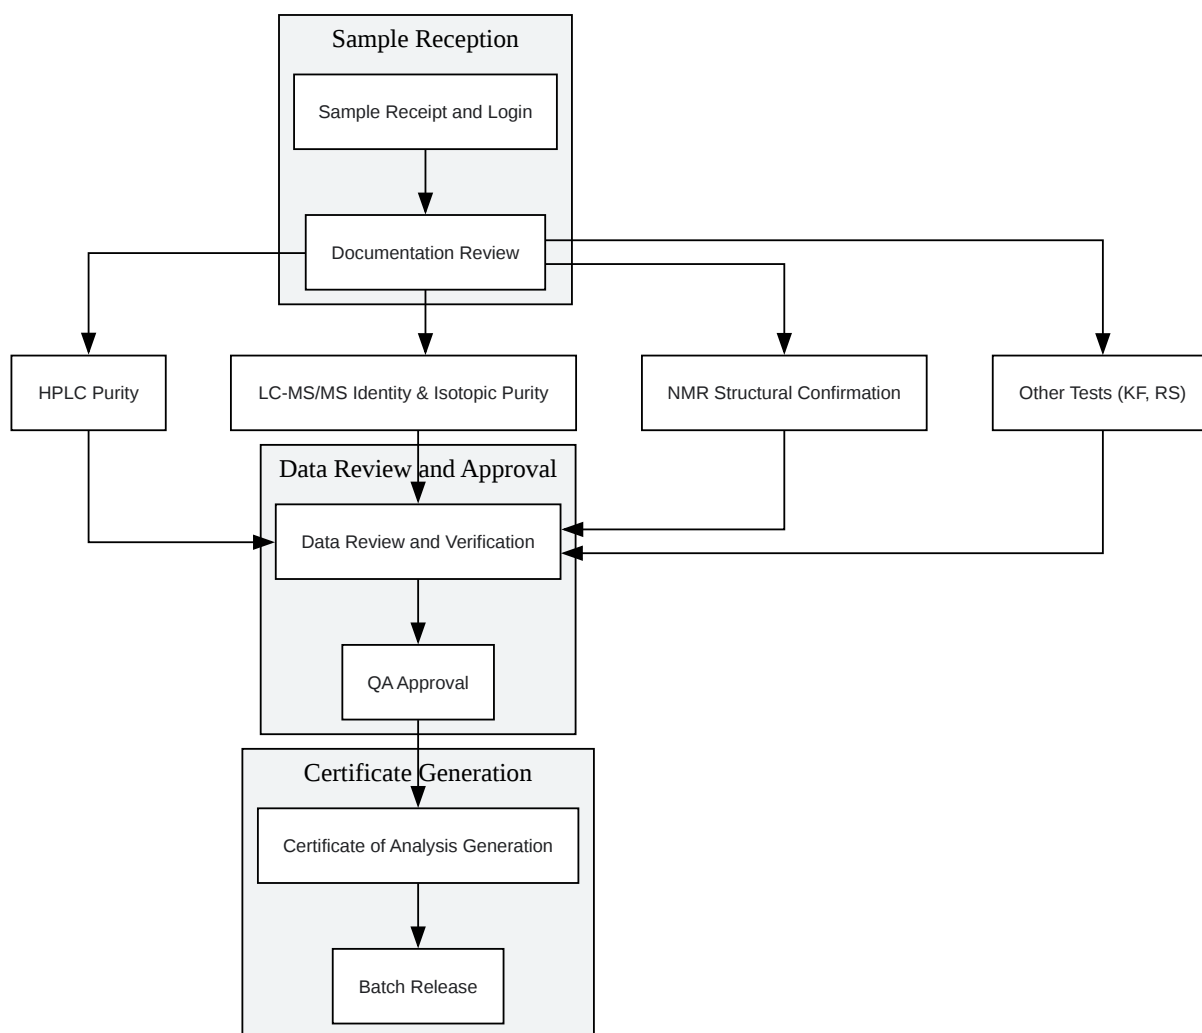 Sample Reception
Sample Receipt and Login
Documentation Review
HPLC Purity
LC-MS/MS Identity & Isotopic Purity
NMR Structural Confirmation
Other Tests (KF, RS)
Data Review and Approval
Data Review and Verification
QA Approval
Certificate Generation
Certificate of Analysis Generation
Batch Release